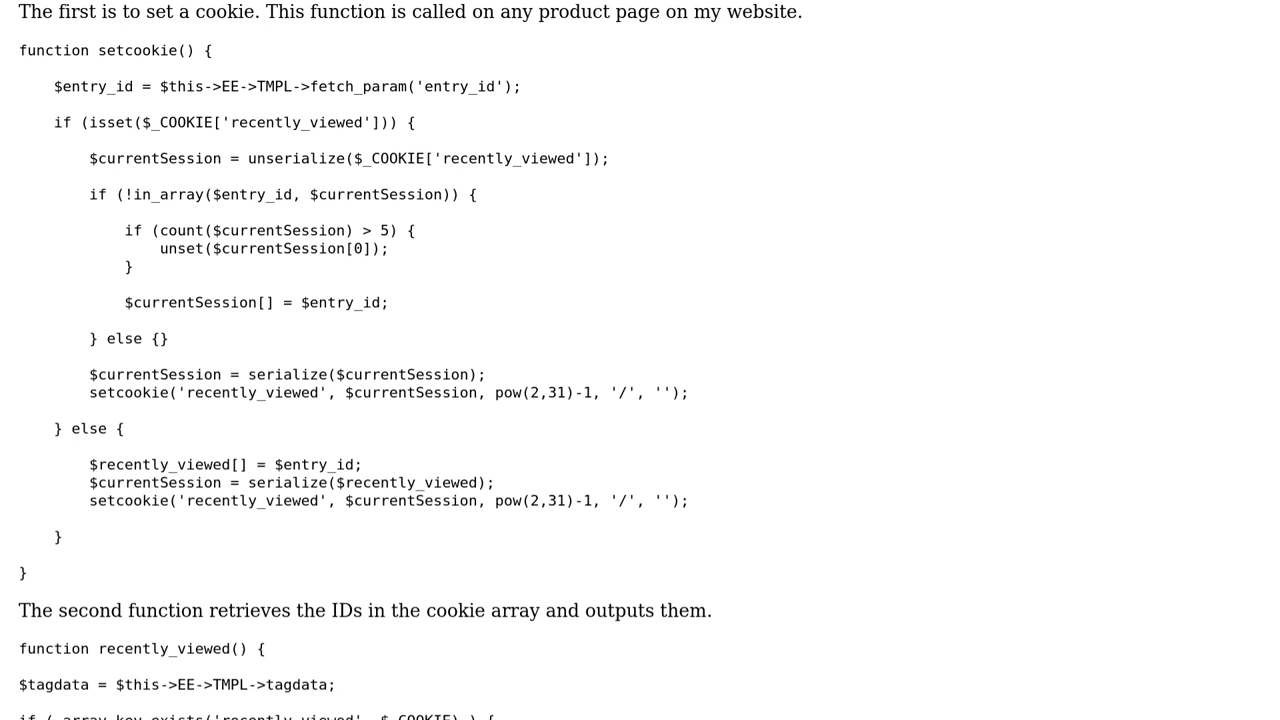 The first is to set a cookie. This function is called on any product page on my website.
function setcookie() {
    $entry_id = $this->EE->TMPL->fetch_param('entry_id');
    if (isset($_COOKIE['recently_viewed'])) {
        $currentSession = unserialize($_COOKIE['recently_viewed']);
        if (!in_array($entry_id, $currentSession)) {
            if (count($currentSession) > 5) {
                unset($currentSession[0]);
            }
            $currentSession[] = $entry_id;
        } else {}
        $currentSession = serialize($currentSession);
        setcookie('recently_viewed', $currentSession, pow(2,31)-1, '/', '');
    } else {
        $recently_viewed[] = $entry_id;
        $currentSession = serialize($recently_viewed);
        setcookie('recently_viewed', $currentSession, pow(2,31)-1, '/', '');
    }
}
The second function retrieves the IDs in the cookie array and outputs them.
function recently_viewed() {
$tagdata = $this->EE->TMPL->tagdata;
if ( array_key_exists('recently_viewed', $_COOKIE) ) {